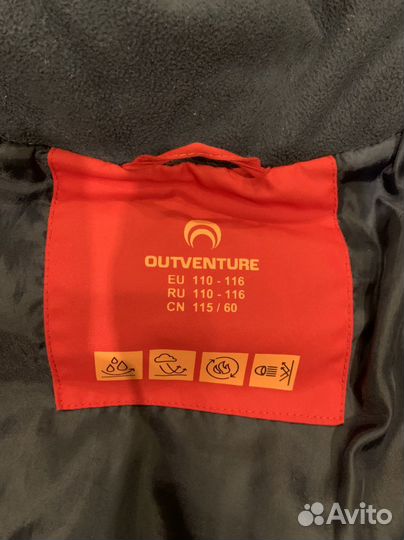 OUTVENTURE
EU 110 - 116
RU 110 - 116
CN 115 / 60
Avito